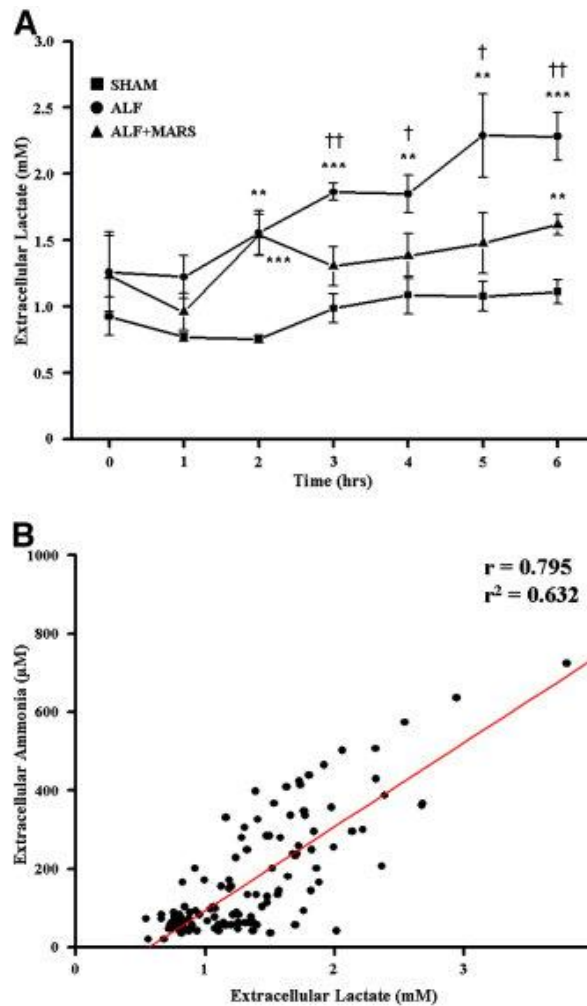 A
3.0
2.5
2.0
1.5
1.0
0.5
0
Extracellular Lactate (mM)
SHAM
ALF
ALF+MARS
**
***
††
***
†
**
†
**
††
***
**
0 1 2 3 4 5 6
Time (hrs)
B
1000
800
600
400
200
0
Extracellular Ammonia (µM)
r = 0.795
r² = 0.632
0 1 2 3
Extracellular Lactate (mM)